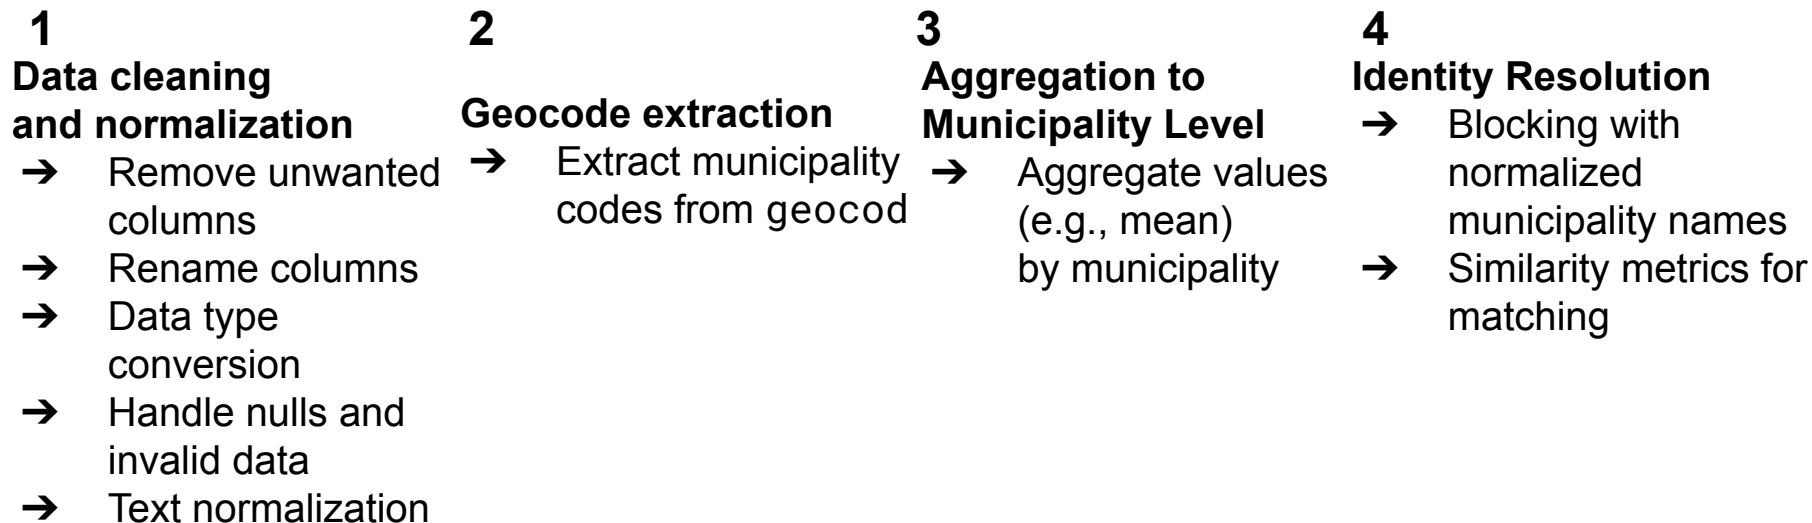 1
Data cleaning
and normalization
➔ Remove unwanted
columns
➔ Rename columns
➔ Data type
conversion
➔ Handle nulls and
invalid data
➔ Text normalization
2
Geocode extraction
➔ Extract municipality
codes from geocod
3
Aggregation to
Municipality Level
➔ Aggregate values
(e.g., mean)
by municipality
4
Identity Resolution
➔ Blocking with
normalized
municipality names
➔ Similarity metrics for
matching